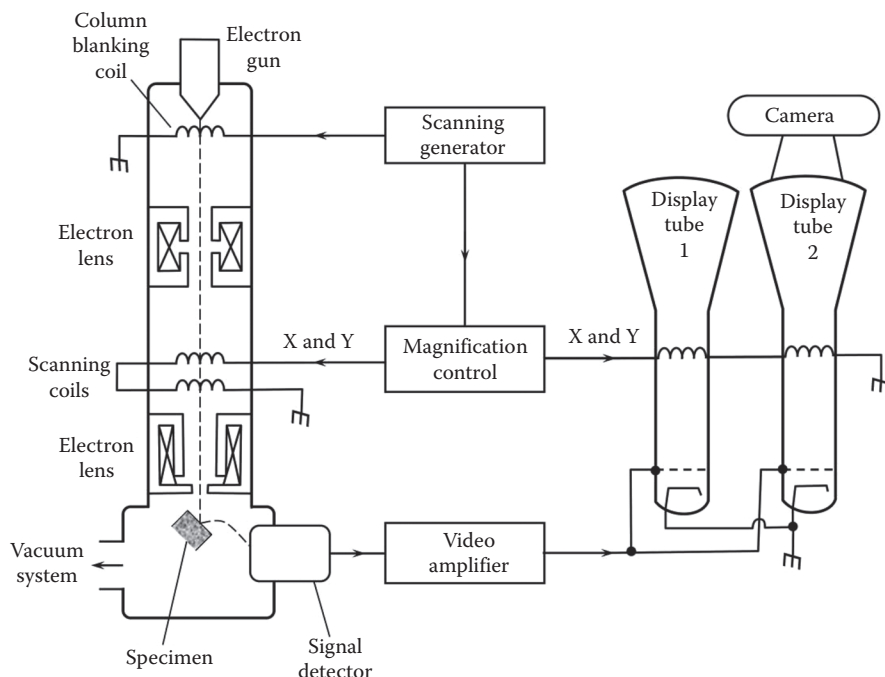 Column
blanking
coil
Electron
gun
Scanning
generator
Camera
Display
tube
1
Display
tube
2
Electron
lens
X and Y
Magnification
control
X and Y
Scanning
coils
Electron
lens
Vacuum
system
Video
amplifier
Specimen
Signal
detector